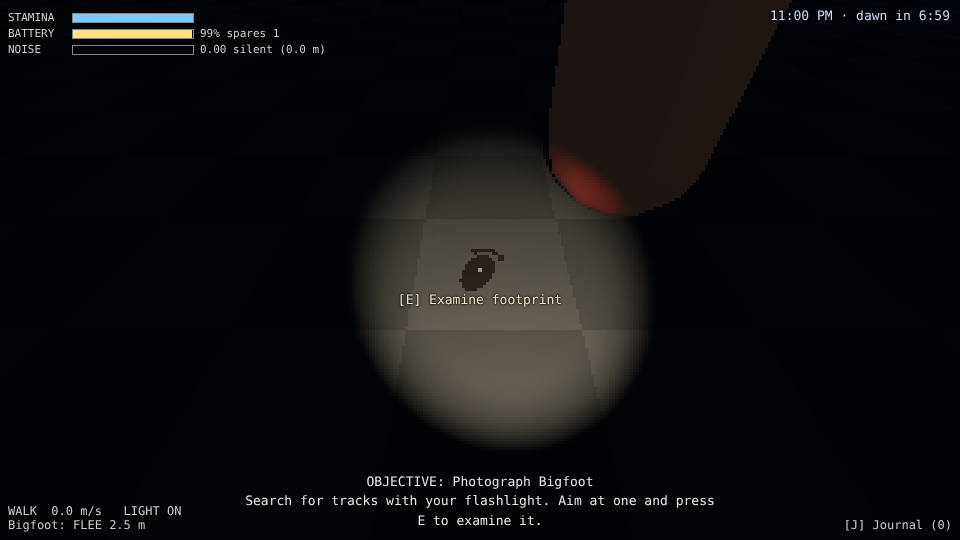 STAMINA
BATTERY 99% spares 1
NOISE 0.00 silent (0.0 m)
11:00 PM · dawn in 6:59
[E] Examine footprint
OBJECTIVE: Photograph Bigfoot
Search for tracks with your flashlight. Aim at one and press
E to examine it.
WALK 0.0 m/s LIGHT ON
Bigfoot: FLEE 2.5 m
[J] Journal (0)